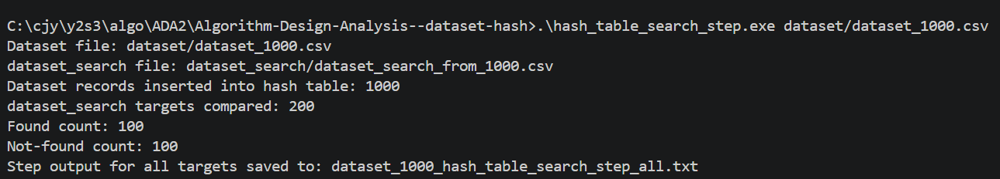 C:\cjy\y2s3\algo\ADA2\Algorithm-Design-Analysis--dataset-hash>.\hash_table_search_step.exe dataset/dataset_1000.csv
Dataset file: dataset/dataset_1000.csv
dataset_search file: dataset_search/dataset_search_from_1000.csv
Dataset records inserted into hash table: 1000
dataset_search targets compared: 200
Found count: 100
Not-found count: 100
Step output for all targets saved to: dataset_1000_hash_table_search_step_all.txt